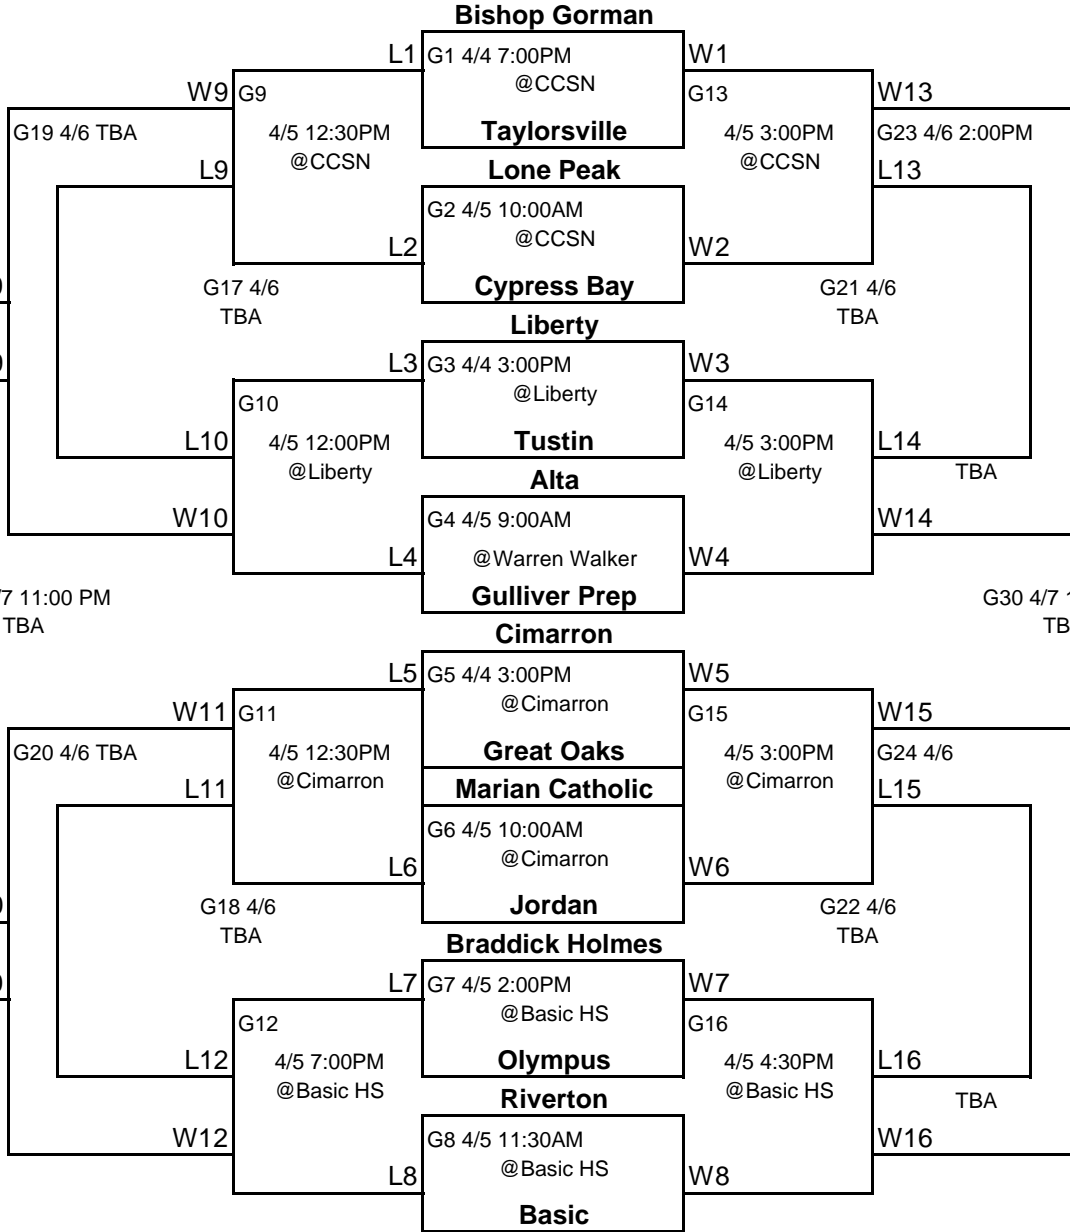 Bishop Gorman
L1 G1 4/4 7:00PM W1
@CCSN
W9 G9 G13 W13
G19 4/6 TBA 4/5 12:30PM Taylorsville 4/5 3:00PM G23 4/6 2:00PM
@CCSN @CCSN
L9 Lone Peak L13
G2 4/5 10:00AM
@CCSN
L2 W2
G17 4/6 Cypress Bay G21 4/6
TBA TBA
Liberty
L3 G3 4/4 3:00PM W3
@Liberty
G10 G14
L10 4/5 12:00PM Tustin 4/5 3:00PM L14
@Liberty @Liberty TBA
Alta
W10 G4 4/5 9:00AM W14
L4 @Warren Walker W4
7 11:00 PM Gulliver Prep G30 4/7
TBA
Cimarron
L5 G5 4/4 3:00PM W5
@Cimarron
W11 G11 G15 W15
G20 4/6 TBA 4/5 12:30PM Great Oaks 4/5 3:00PM G24 4/6
@Cimarron @Cimarron
L11 Marian Catholic L15
G6 4/5 10:00AM
@Cimarron
L6 W6
G18 4/6 Jordan G22 4/6
TBA TBA
Braddick Holmes
L7 G7 4/5 2:00PM W7
@Basic HS
G12 G16
L12 4/5 7:00PM Olympus 4/5 4:30PM L16
@Basic HS @Basic HS
Riverton TBA
W12 G8 4/5 11:30AM W16
@Basic HS
L8 W8
Basic